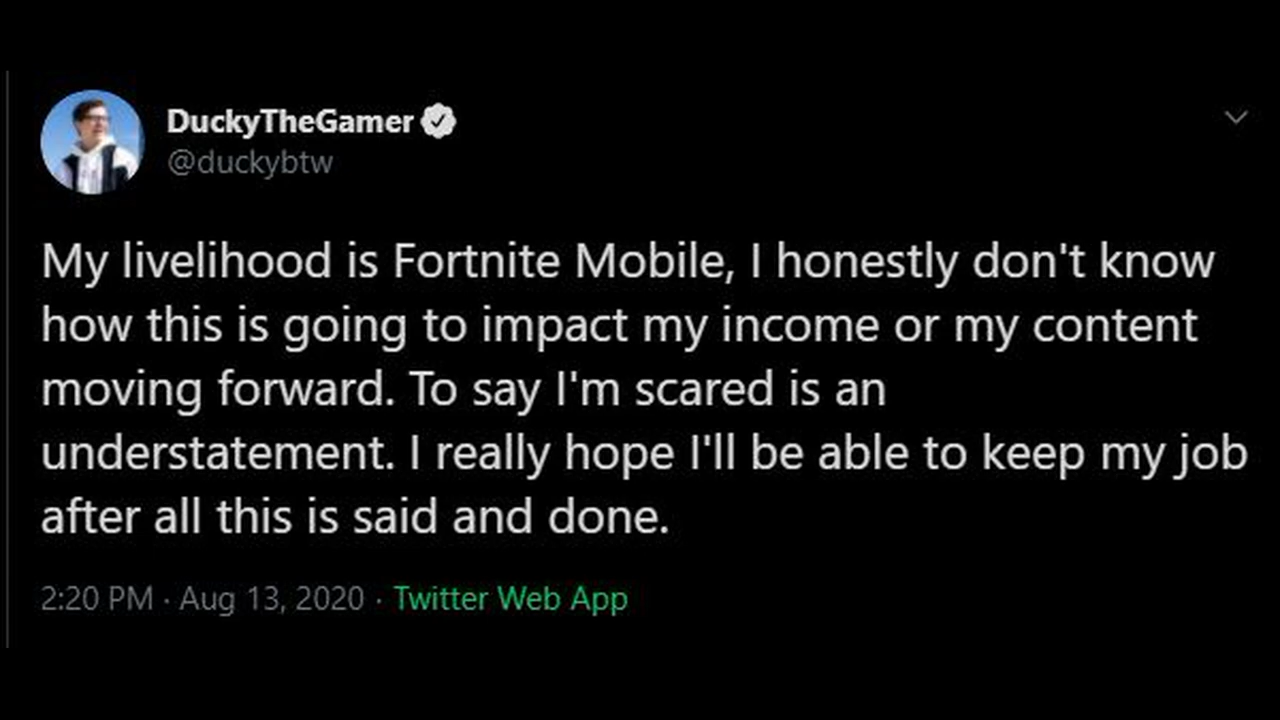 DuckyTheGamer
@duckybtw
My livelihood is Fortnite Mobile, I honestly don't know
how this is going to impact my income or my content
moving forward. To say I'm scared is an
understatement. I really hope I'll be able to keep my job
after all this is said and done.
2:20 PM · Aug 13, 2020 · Twitter Web App